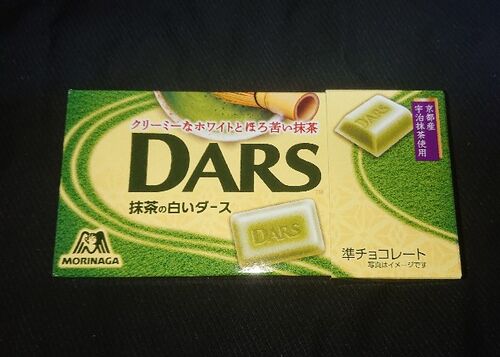 クリーミーなホワイトとほろ苦い抹茶
DARS
抹茶の白いダース
DARS
DARS
京都産
宇治抹茶使用
MORINAGA
準チョコレート
写真はイメージです